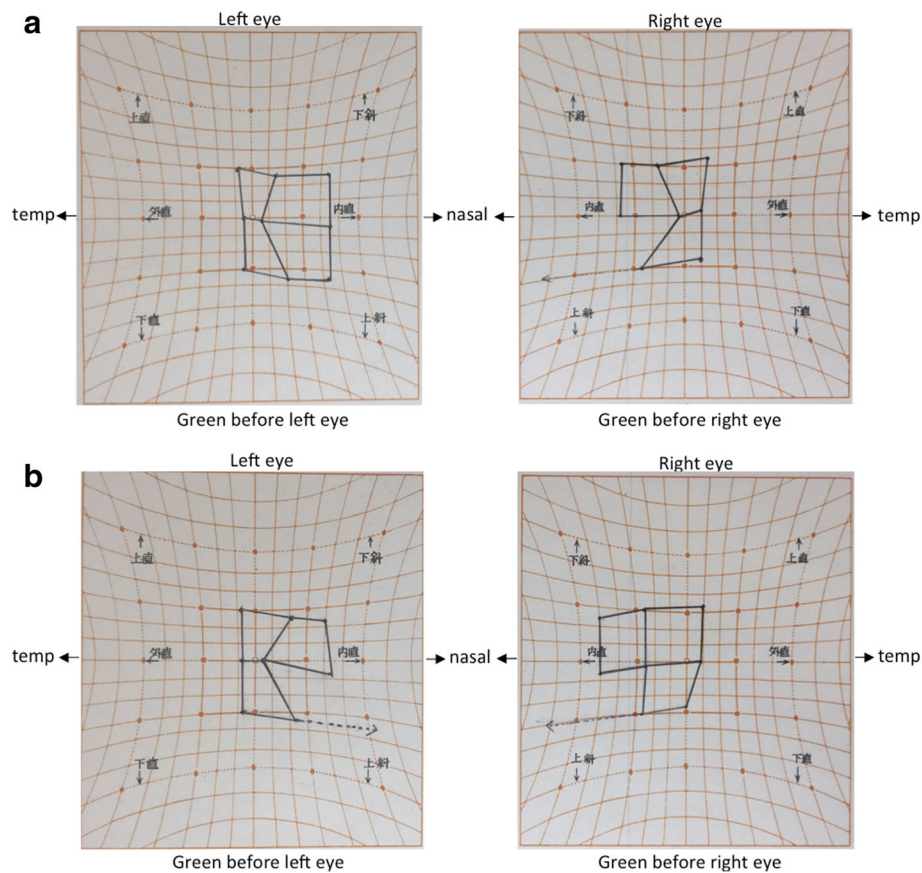 a
Left eye
Right eye
上直
下斜
下斜
上直
temp
外直
内直
nasal
内直
外直
temp
下直
上斜
上斜
下直
Green before left eye
Green before right eye
b
Left eye
Right eye
上直
下斜
下斜
上直
temp
外直
内直
nasal
内直
外直
temp
下直
上斜
上斜
下直
Green before left eye
Green before right eye